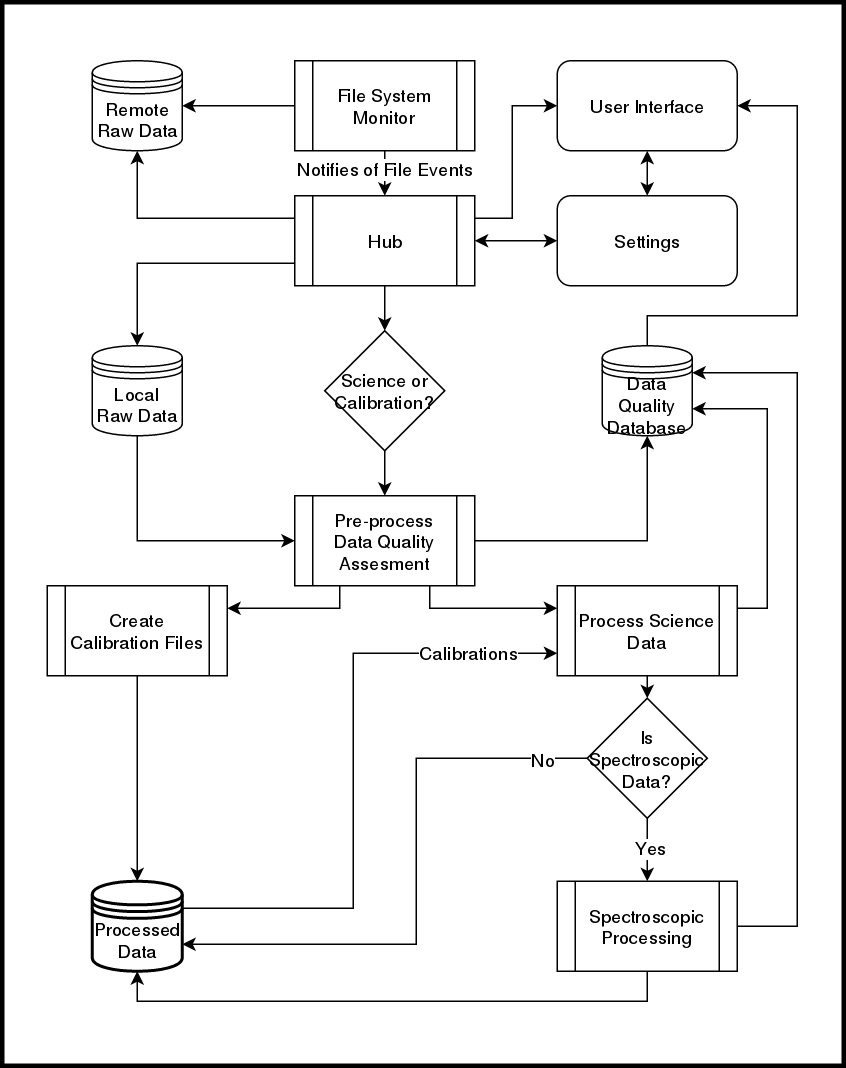 Remote
Raw Data
File System
Monitor
User Interface
Notifies of File Events
Hub
Settings
Local
Raw Data
Science or
Calibration?
Data
Quality
Database
Pre-process
Data Quality
Assesment
Create
Calibration Files
Process Science
Data
Calibrations
Is
Spectroscopic
Data?
No
Yes
Processed
Data
Spectroscopic
Processing